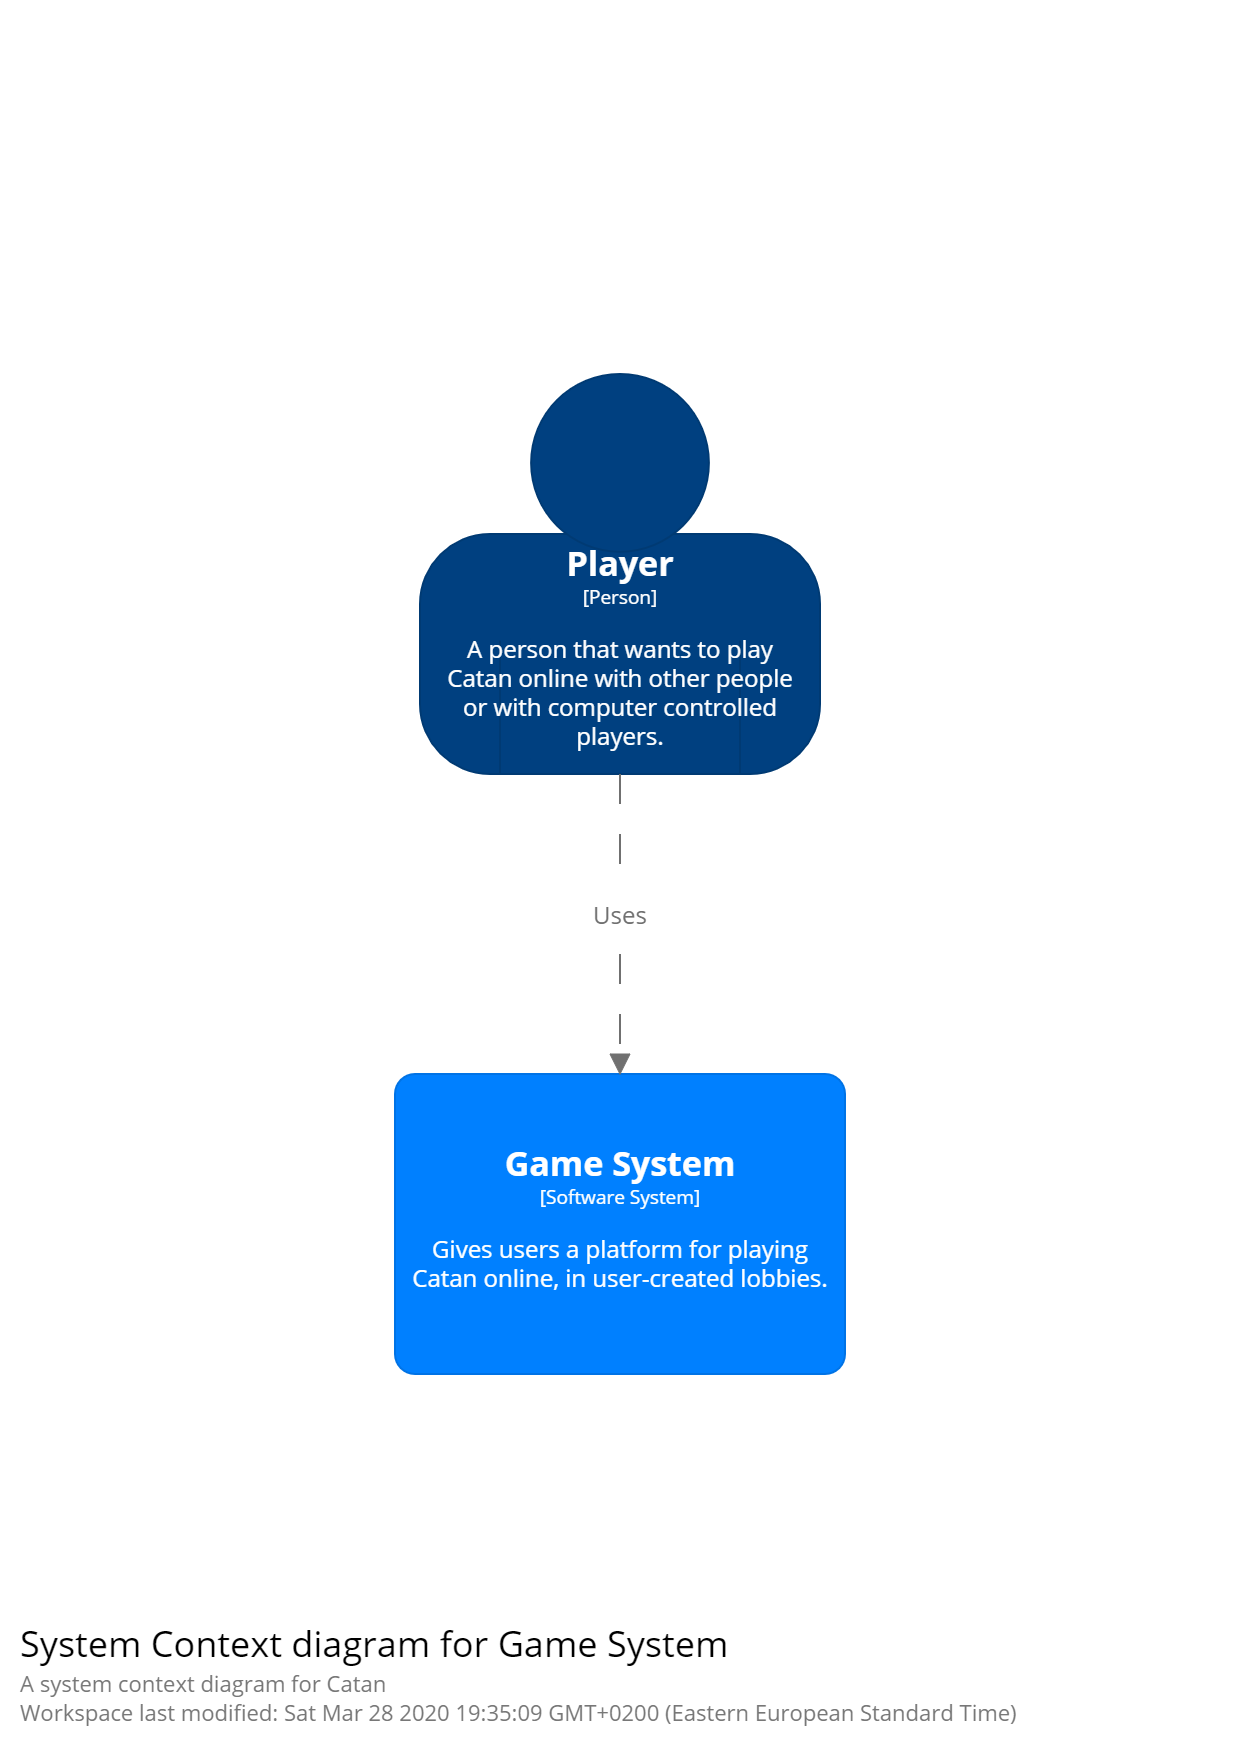 Player
[Person]
A person that wants to play
Catan online with other people
or with computer controlled
players.
Uses
Game System
[Software System]
Gives users a platform for playing
Catan online, in user-created lobbies.
System Context diagram for Game System
A system context diagram for Catan
Workspace last modified: Sat Mar 28 2020 19:35:09 GMT+0200 (Eastern European Standard Time)